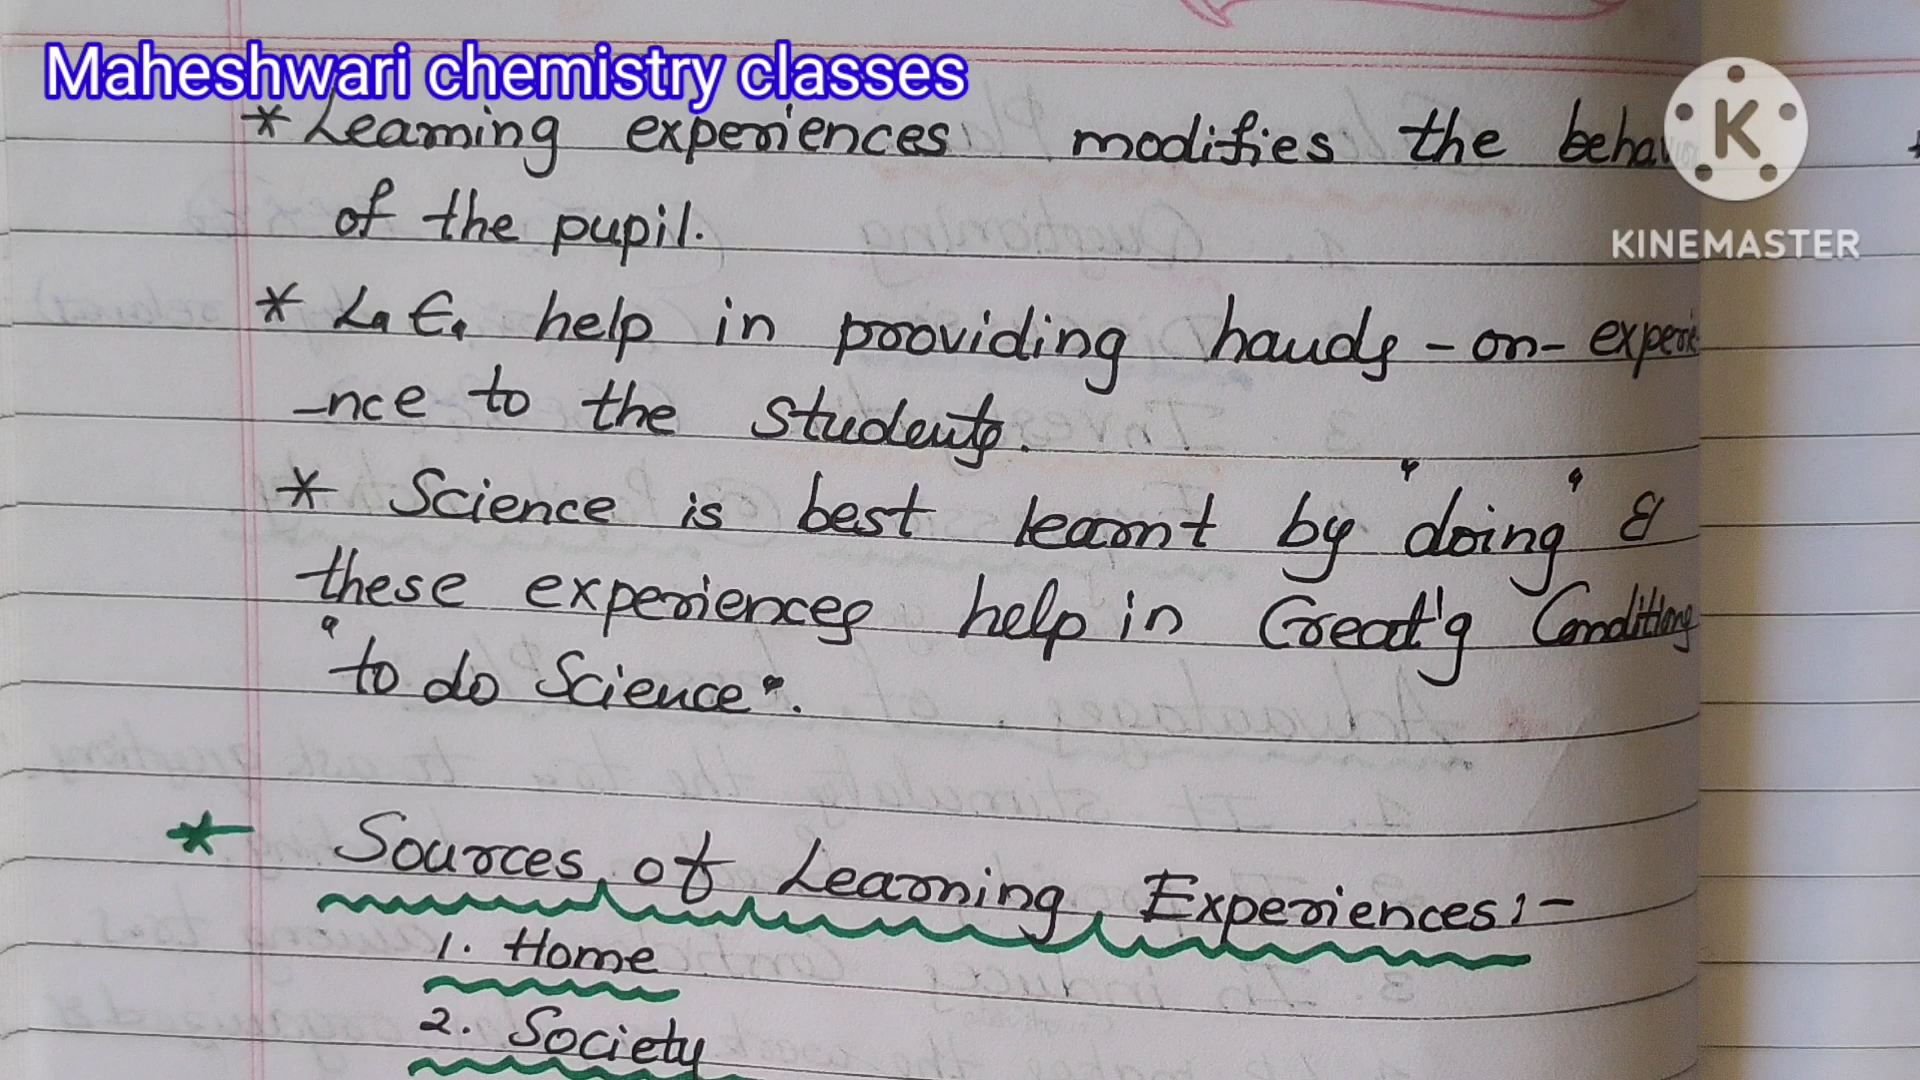 Maheshwari chemistry classes
* Learning experiences modifies the behav
K
KINEMASTER
of the pupil.
* L. E. help in providing hands-on-experie
-nce to the students.
* Science is best learnt by "doing" &
these experiences help in Creat'g Conditions
"to do Science".
* Sources of Learning Experiences:-
1. Home
2. Society